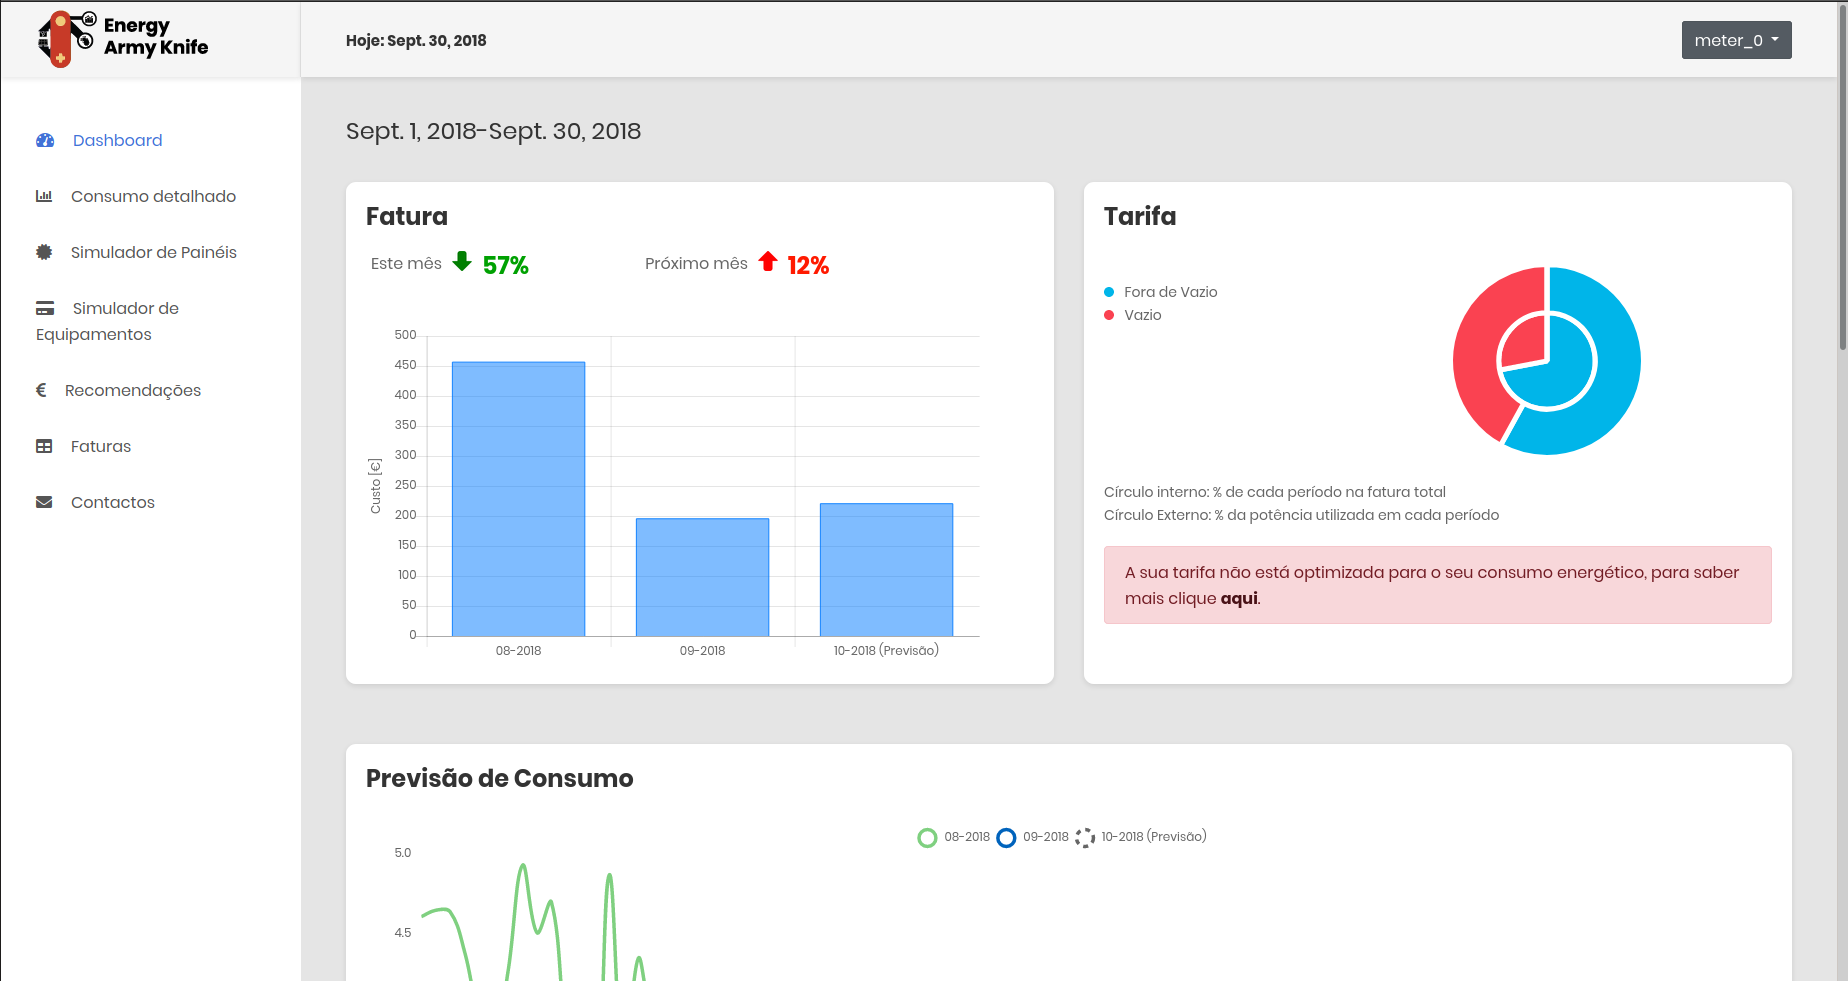 Energy
Army Knife
Hoje: Sept. 30, 2018
meter_0
Dashboard
Consumo detalhado
Simulador de Painéis
Simulador de
Equipamentos
Recomendações
Faturas
Contactos
Sept. 1, 2018-Sept. 30, 2018
Fatura
Este mês 57%
Próximo mês 12%
500
450
400
350
300
250
200
150
100
50
0
Custo [€]
08-2018
09-2018
10-2018 (Previsão)
Tarifa
Fora de Vazio
Vazio
Círculo interno: % de cada período na fatura total
Círculo Externo: % da potência utilizada em cada período
A sua tarifa não está optimizada para o seu consumo energético, para saber
mais clique aqui.
Previsão de Consumo
08-2018
09-2018
10-2018 (Previsão)
5.0
4.5